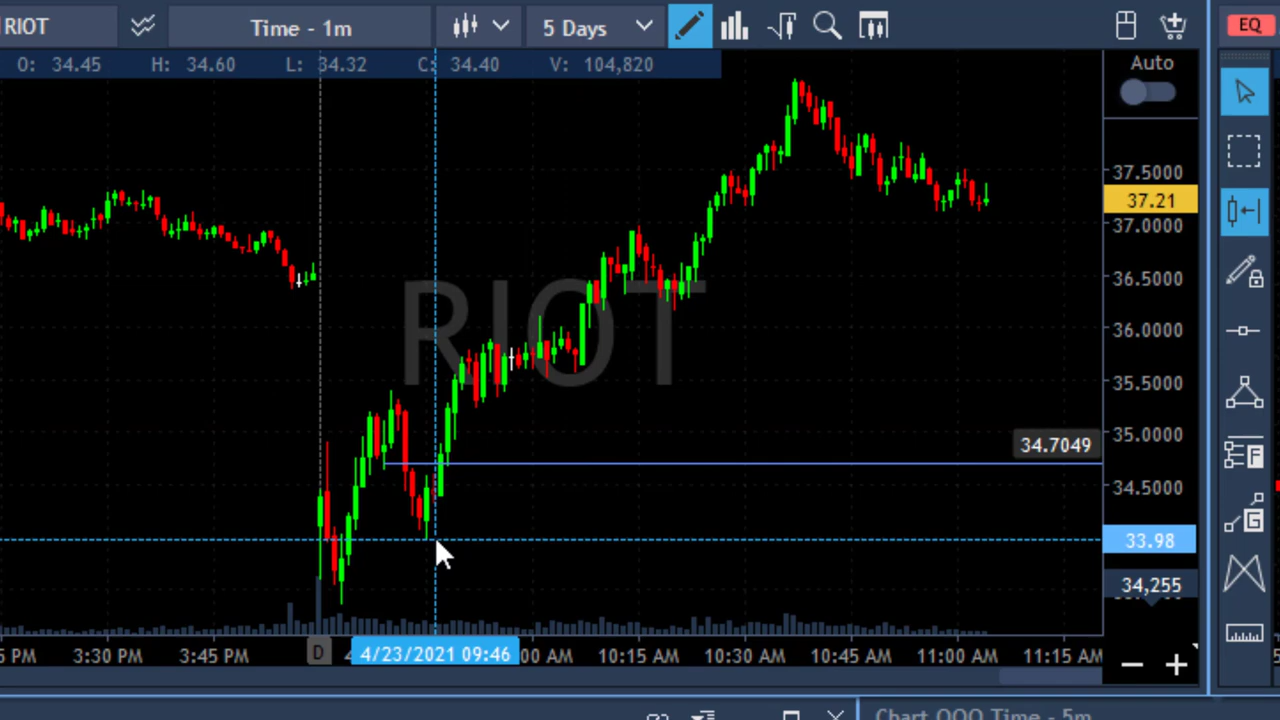 RIOT Time - 1m 5 Days EQ
O: 34.45 H: 34.60 L: 34.32 C: 34.40 V: 104,820
Auto
37.5000
37.21
37.0000
36.5000
RIOT
36.0000
35.5000
35.0000
34.7049
34.5000
33.98
34,255
F
G
D
PM 3:30 PM 3:45 PM 4/23/2021 09:46 00 AM 10:15 AM 10:30 AM 10:45 AM 11:00 AM 11:15 AM
Chart QQQ Time - 5m